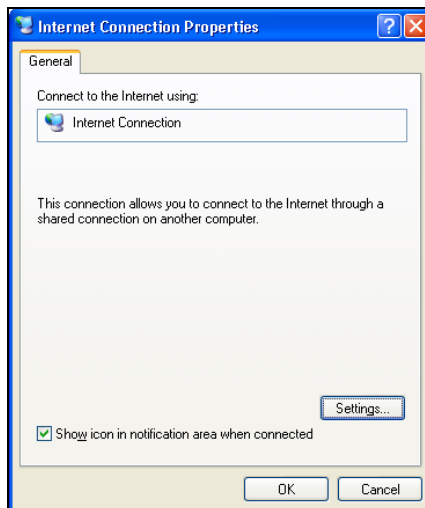 Internet Connection Properties
General
Connect to the Internet using:
Internet Connection
This connection allows you to connect to the Internet through a
shared connection on another computer.
Settings...
Show icon in notification area when connected
OK Cancel